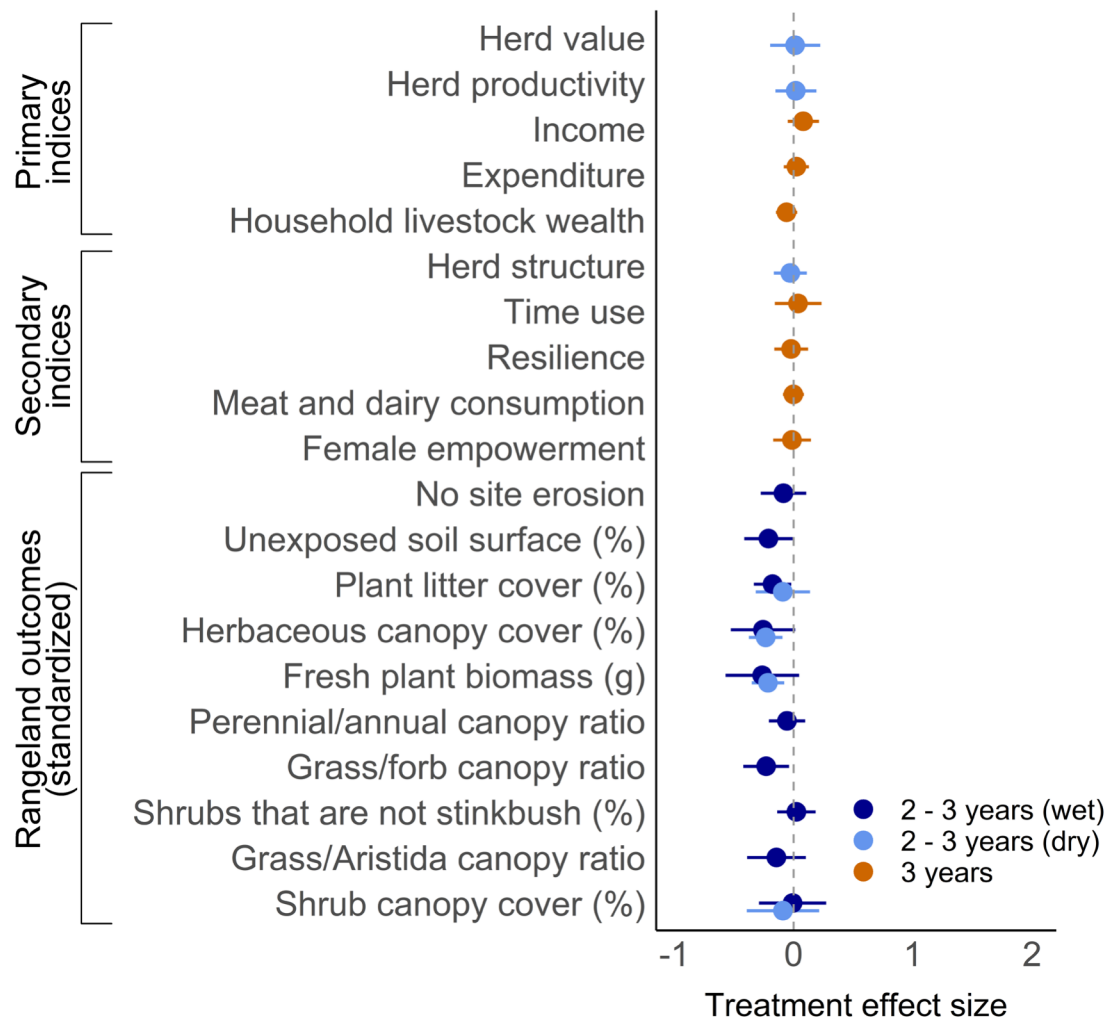 Primary
indices
Herd value
Herd productivity
Income
Expenditure
Household livestock wealth
Secondary
indices
Herd structure
Time use
Resilience
Meat and dairy consumption
Female empowerment
Rangeland outcomes
(standardized)
No site erosion
Unexposed soil surface (%)
Plant litter cover (%)
Herbaceous canopy cover (%)
Fresh plant biomass (g)
Perennial/annual canopy ratio
Grass/forb canopy ratio
Shrubs that are not stinkbush (%)
Grass/Aristida canopy ratio
Shrub canopy cover (%)
2 - 3 years (wet)
2 - 3 years (dry)
3 years
-1 0 1 2
Treatment effect size